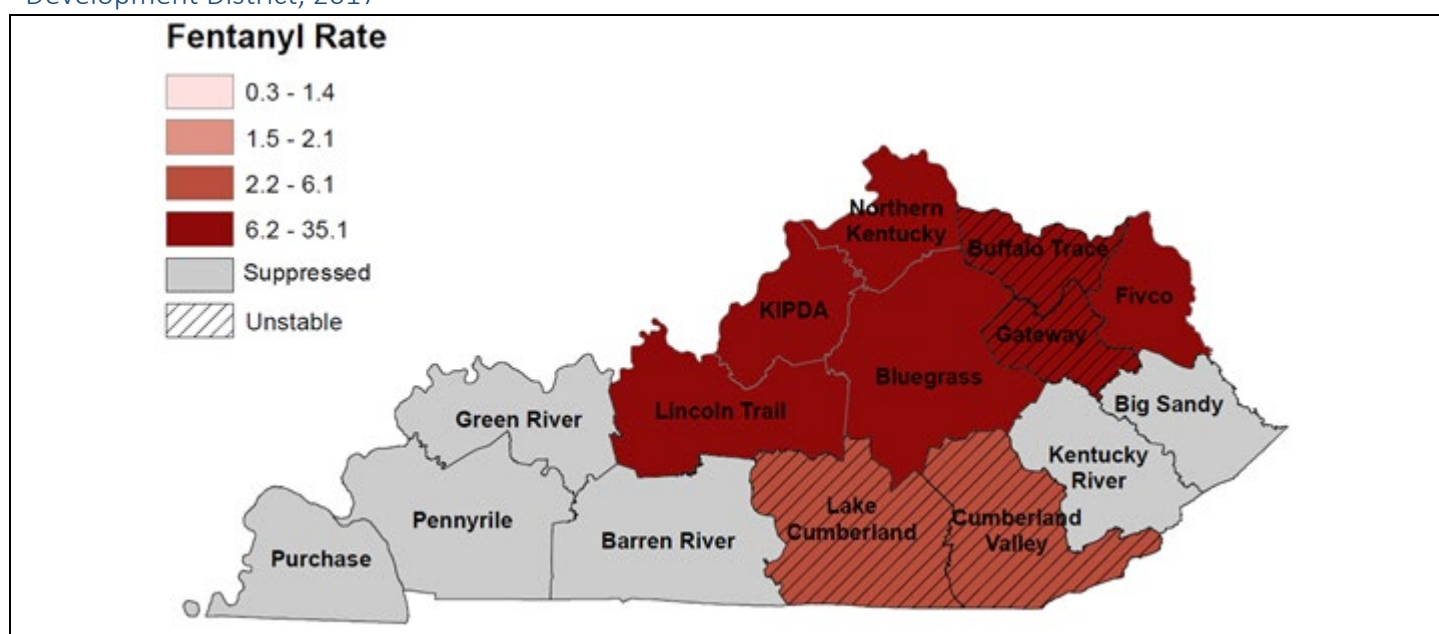 Development District, 2017
Fentanyl Rate
0.3 - 1.4
1.5 - 2.1
2.2 - 6.1
6.2 - 35.1
Suppressed
Unstable
Northern
Kentucky
Buffalo Trace
Fivco
KIPDA
Gateway
Bluegrass
Big Sandy
Lincoln Trail
Green River
Kentucky
River
Lake
Cumberland
Cumberland
Valley
Pennyrile
Barren River
Purchase